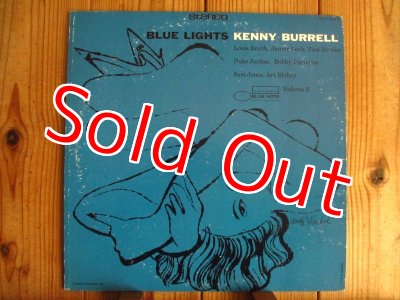 stereo
BLUE LIGHTS KENNY BURRELL
Louis Smith, Junior Cook, Tina Brooks
Duke Jordan, Bobby Timmons
Sam Jones, Art Blakey
BLUE NOTE Volume 2
Sold Out